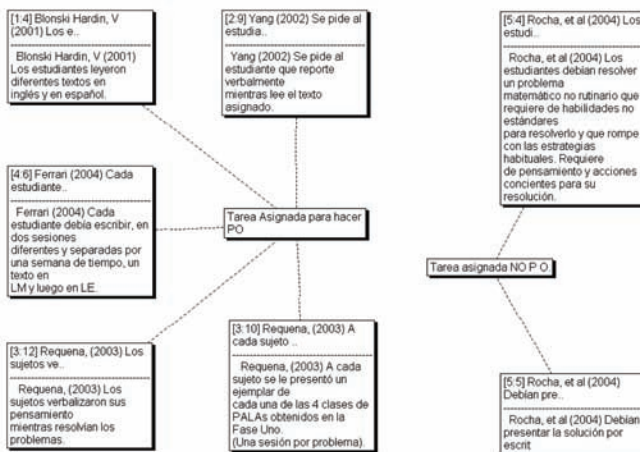 [1:4] Blonski Hardin, V
(2001) Los e..
Blonski Hardin, V (2001)
Los estudiantes leyeron
diferentes textos en
inglés y en español.
[2:9] Yang (2002) Se pide al
estudia..
Yang (2002) Se pide al
estudiante que reporte
verbalmente
mientras lee el texto
asignado.
[5:4] Rocha, et al (2004) Los
estudi..
Rocha, et al (2004) Los
estudiantes debían resolver
un problema
matemático no rutinario que
requiere de habilidades no
estándares
para resolverlo y que rompe
con las estrategias
habituales. Requiere
de pensamiento y acciones
concientes para su
resolución.
[4:6] Ferrari (2004) Cada
estudiante..
Ferrari (2004) Cada
estudiante debía escribir, en
dos sesiones
diferentes y separadas por
una semana de tiempo, un
texto en
LM y luego en LE.
Tarea Asignada para hacer
PO
Tarea asignada NO P O.
[3:12] Requena, (2003) Los
sujetos ve..
Requena, (2003) Los
sujetos verbalizaron sus
pensamiento
mientras resolvían los
problemas.
[3:10] Requena, (2003) A
cada sujeto ..
Requena, (2003) A cada
sujeto se le presentó un
ejemplar de
cada una de las 4 clases de
PALAs obtenidos en la
Fase Uno.
(Una sesión por problema).
[5:5] Rocha, et al (2004)
Debían pre..
Rocha, et al (2004) Debían
presentar la solución por
escrit